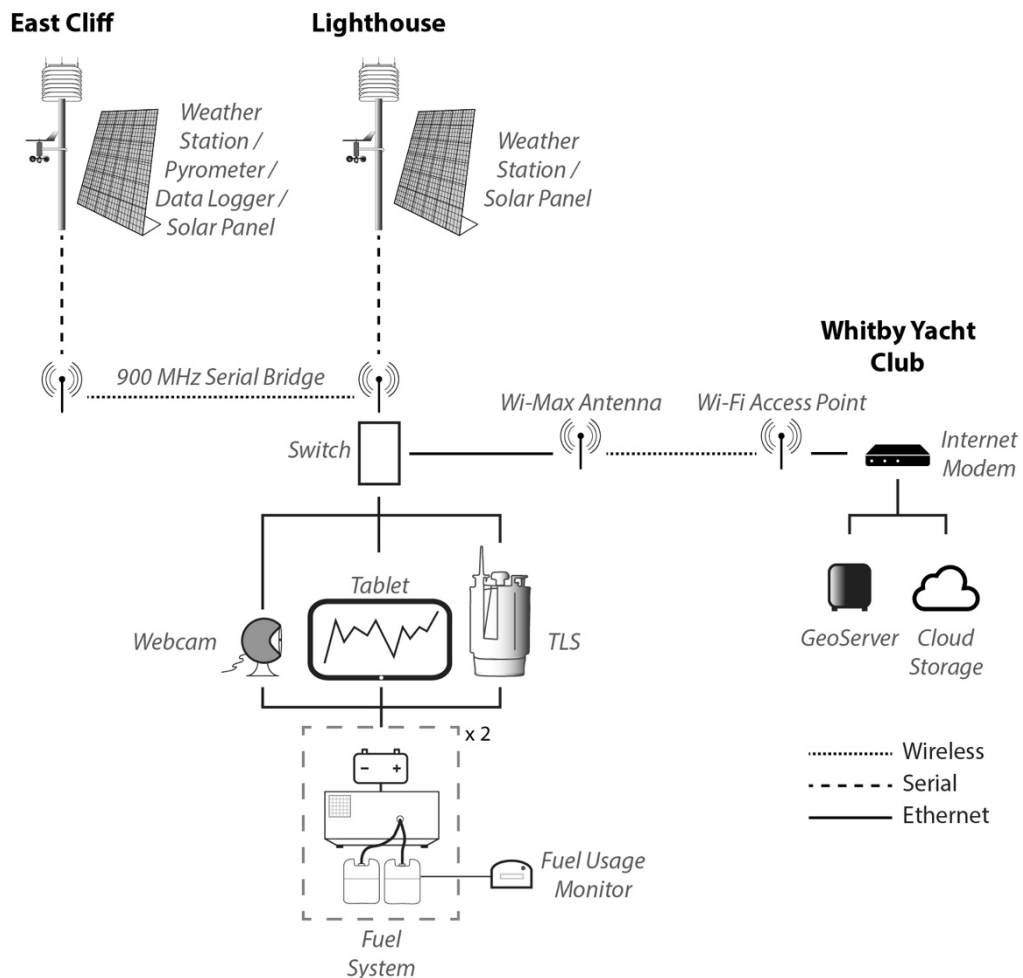 East Cliff
Lighthouse
Weather
Station /
Pyrometer /
Data Logger /
Solar Panel
Weather
Station /
Solar Panel
Whitby Yacht
Club
900 MHz Serial Bridge
Wi-Max Antenna
Wi-Fi Access Point
Switch
Internet
Modem
Tablet
Webcam
TLS
GeoServer
Cloud
Storage
x 2
- +
Wireless
Serial
Ethernet
Fuel Usage
Monitor
Fuel
System